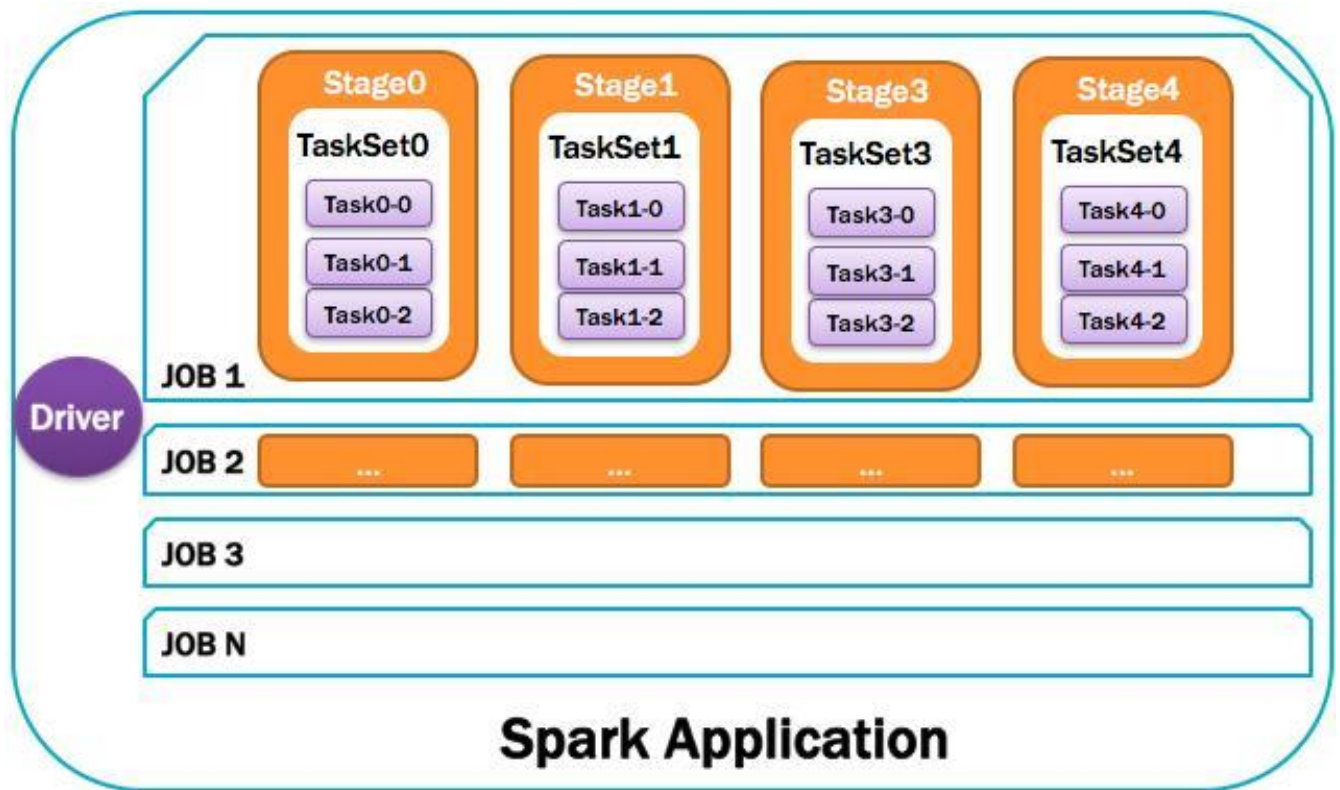 Stage0
TaskSet0
Task0-0
Task0-1
Task0-2
Stage1
TaskSet1
Task1-0
Task1-1
Task1-2
Stage3
TaskSet3
Task3-0
Task3-1
Task3-2
Stage4
TaskSet4
Task4-0
Task4-1
Task4-2
JOB 1
Driver
JOB 2
...
...
...
...
JOB 3
JOB N
Spark Application